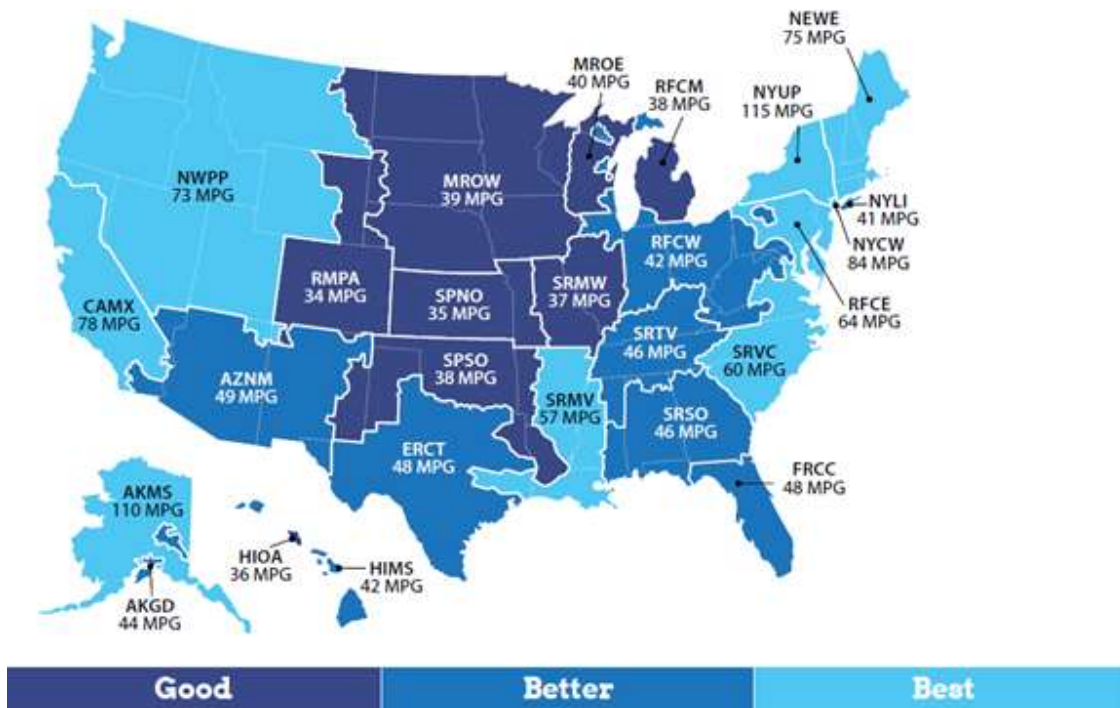 NEWE
75 MPG
MROE
40 MPG
RFCM
38 MPG
NYUP
115 MPG
NWPP
73 MPG
MROW
39 MPG
NYLI
41 MPG
NYCW
84 MPG
RFCW
42 MPG
RMPA
34 MPG
SPNO
35 MPG
SRMW
37 MPG
RFCE
64 MPG
CAMX
78 MPG
SRTV
46 MPG
SRVC
60 MPG
AZNM
49 MPG
SPSO
38 MPG
SRMV
57 MPG
SRSO
46 MPG
ERCT
48 MPG
FRCC
48 MPG
AKMS
110 MPG
HIOA
36 MPG
HIMS
42 MPG
AKGD
44 MPG
Good
Better
Best